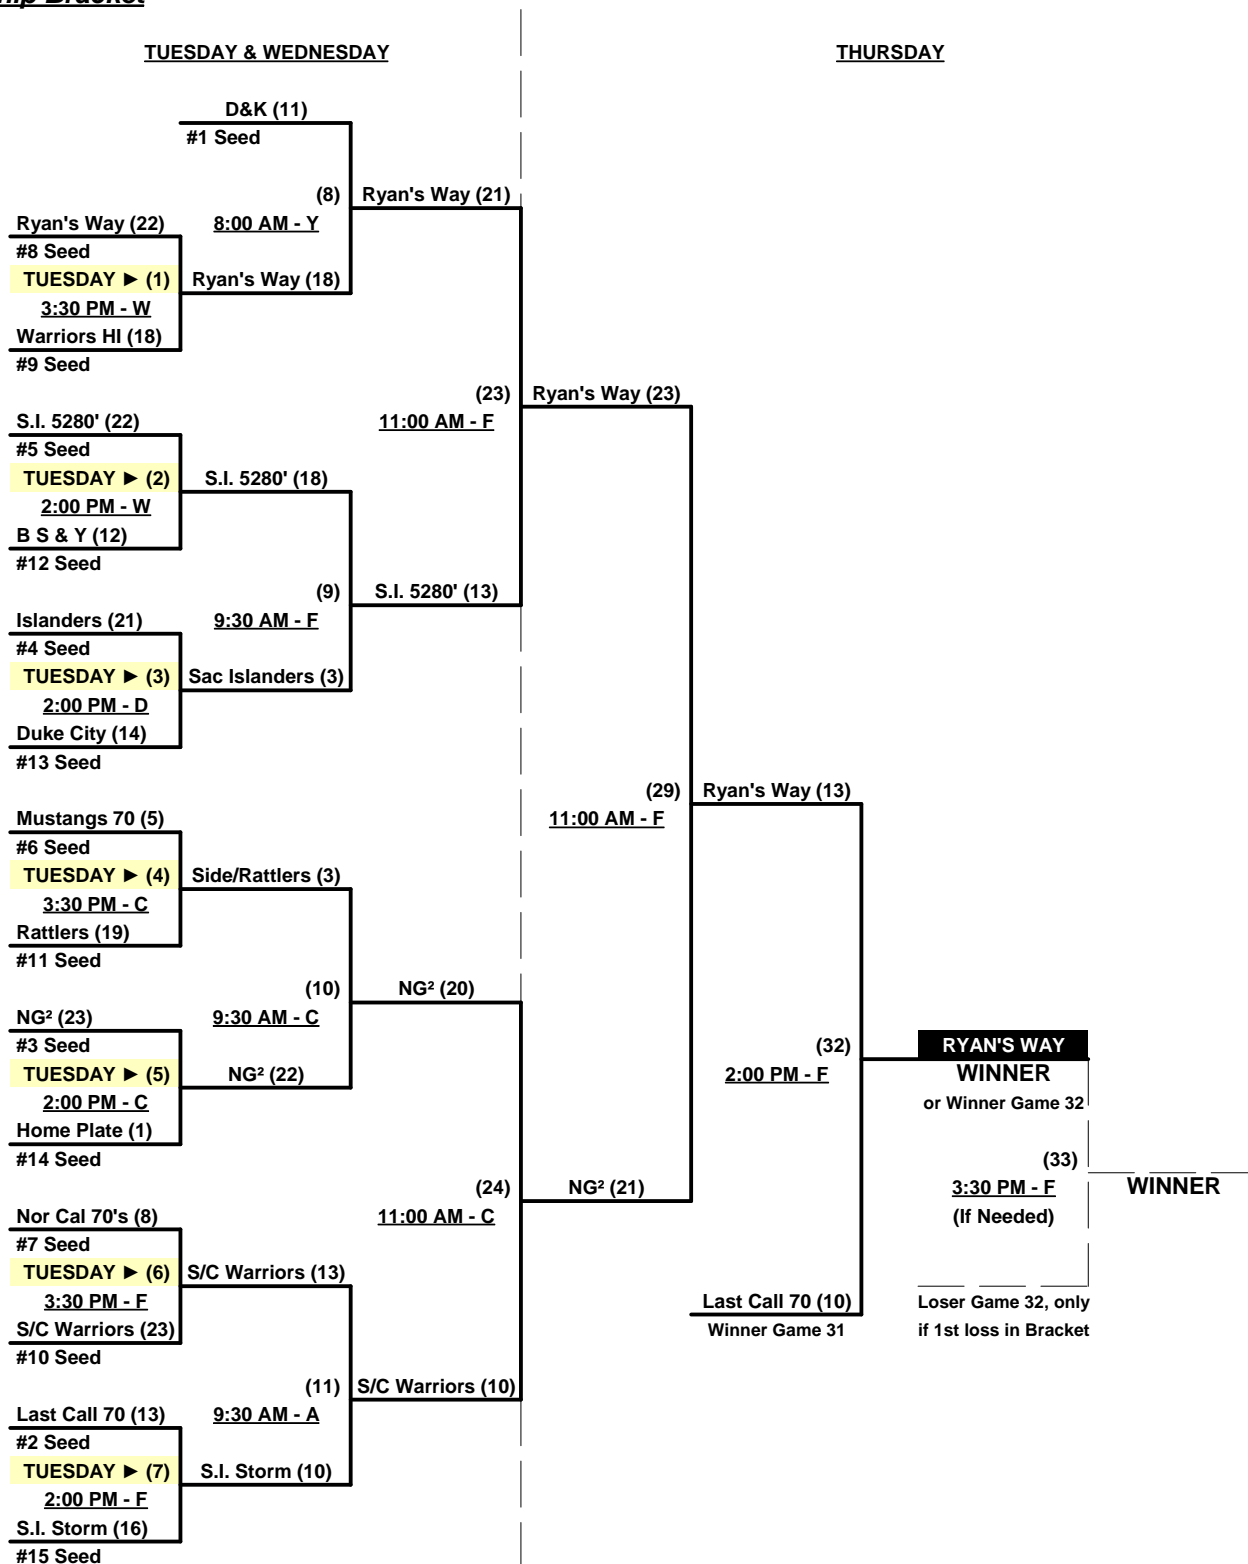 Bracket
TUESDAY & WEDNESDAY
THURSDAY
D&K (11)
#1 Seed
(8)
Ryan's Way (21)
Ryan's Way (22)
8:00 AM - Y
#8 Seed
TUESDAY ► (1)
Ryan's Way (18)
3:30 PM - W
Warriors HI (18)
#9 Seed
(23)
Ryan's Way (23)
S.I. 5280' (22)
11:00 AM - F
#5 Seed
TUESDAY ► (2)
S.I. 5280' (18)
2:00 PM - W
B S & Y (12)
#12 Seed
(9)
S.I. 5280' (13)
Islanders (21)
9:30 AM - F
#4 Seed
TUESDAY ► (3)
Sac Islanders (3)
2:00 PM - D
Duke City (14)
#13 Seed
(29)
Ryan's Way (13)
Mustangs 70 (5)
11:00 AM - F
#6 Seed
TUESDAY ► (4)
Side/Rattlers (3)
3:30 PM - C
Rattlers (19)
#11 Seed
(10)
NG² (20)
NG² (23)
9:30 AM - C
#3 Seed
(32)
RYAN'S WAY
TUESDAY ► (5)
NG² (22)
2:00 PM - F
WINNER
2:00 PM - C
or Winner Game 32
Home Plate (1)
#14 Seed
(33)
(24)
NG² (21)
3:30 PM - F
WINNER
Nor Cal 70's (8)
11:00 AM - C
(If Needed)
#7 Seed
TUESDAY ► (6)
S/C Warriors (13)
3:30 PM - F
Last Call 70 (10)
Loser Game 32, only
S/C Warriors (23)
Winner Game 31
if 1st loss in Bracket
#10 Seed
(11)
S/C Warriors (10)
Last Call 70 (13)
9:30 AM - A
#2 Seed
TUESDAY ► (7)
S.I. Storm (10)
2:00 PM - F
S.I. Storm (16)
#15 Seed